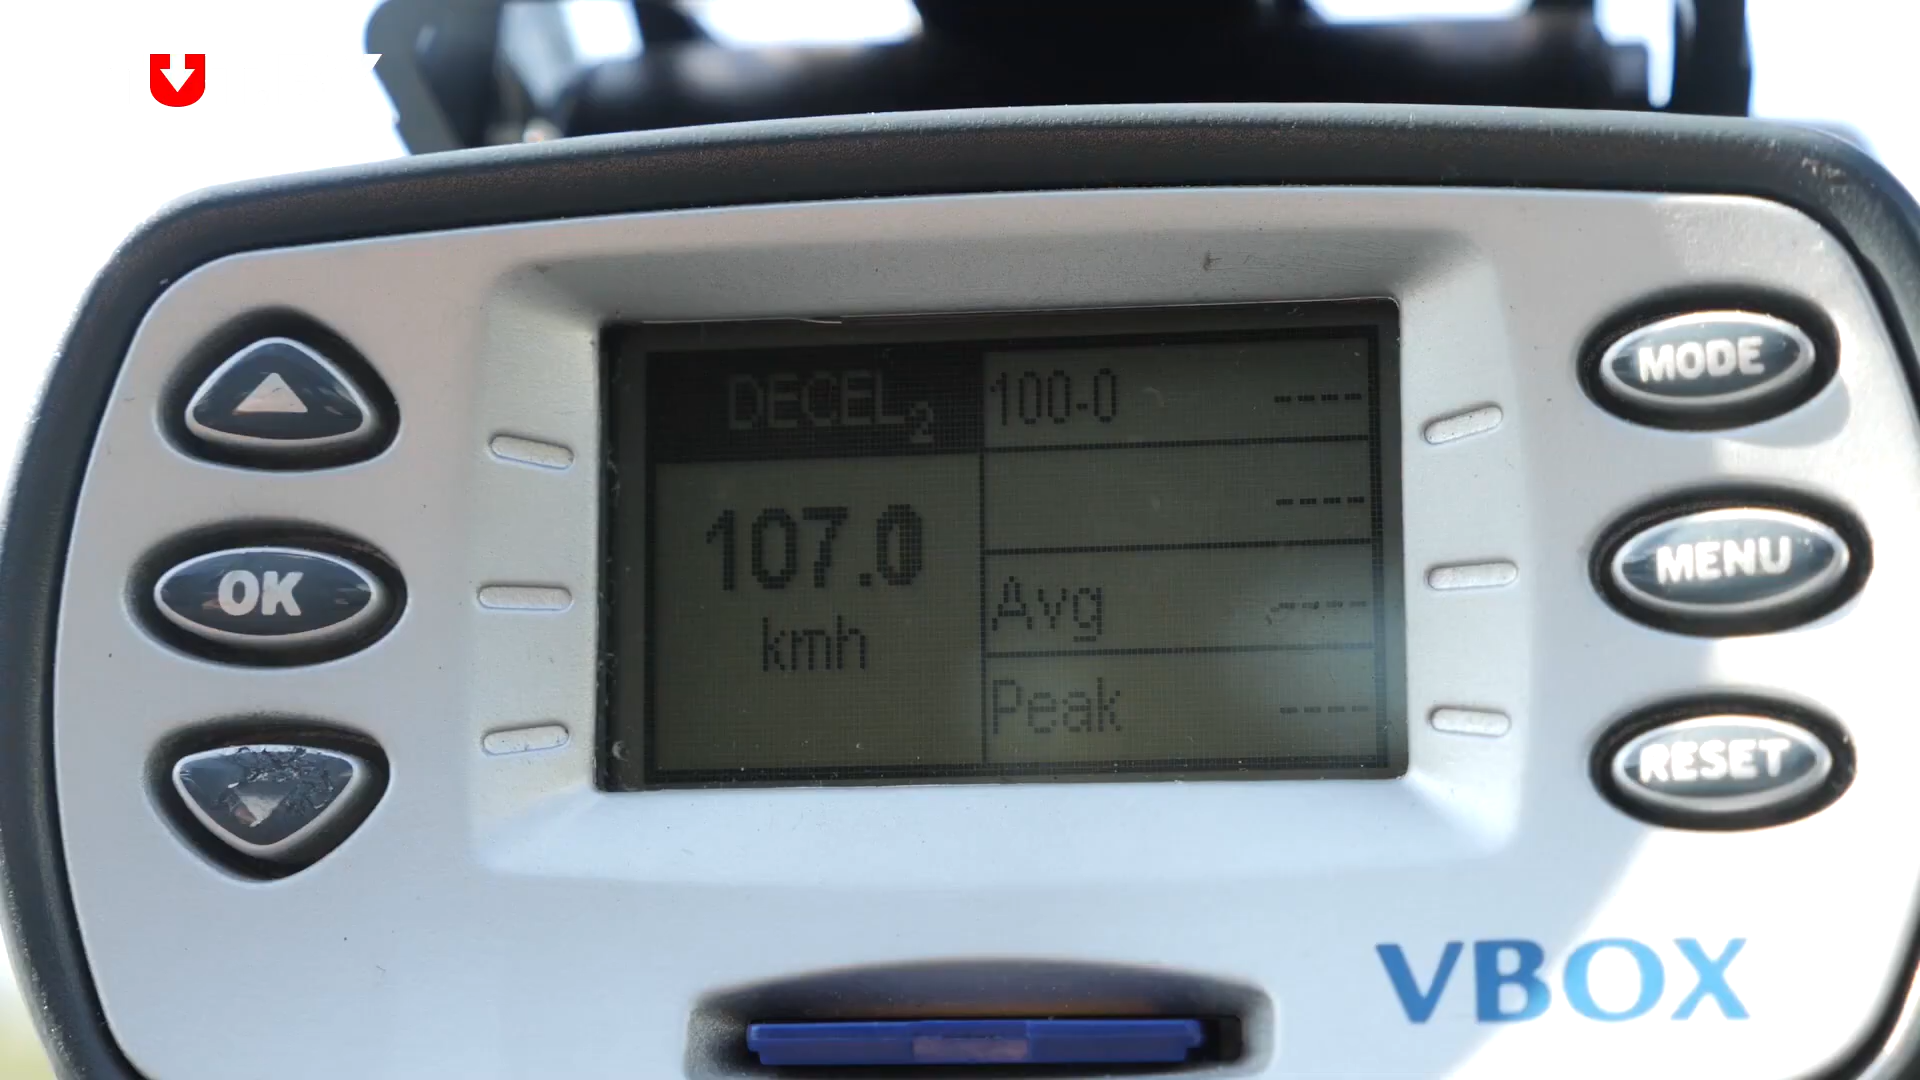 DECEL2
100-0 ----
----
107.0
kmh
Avg ----
Peak ----
OK
MODE
MENU
RESET
VBOX